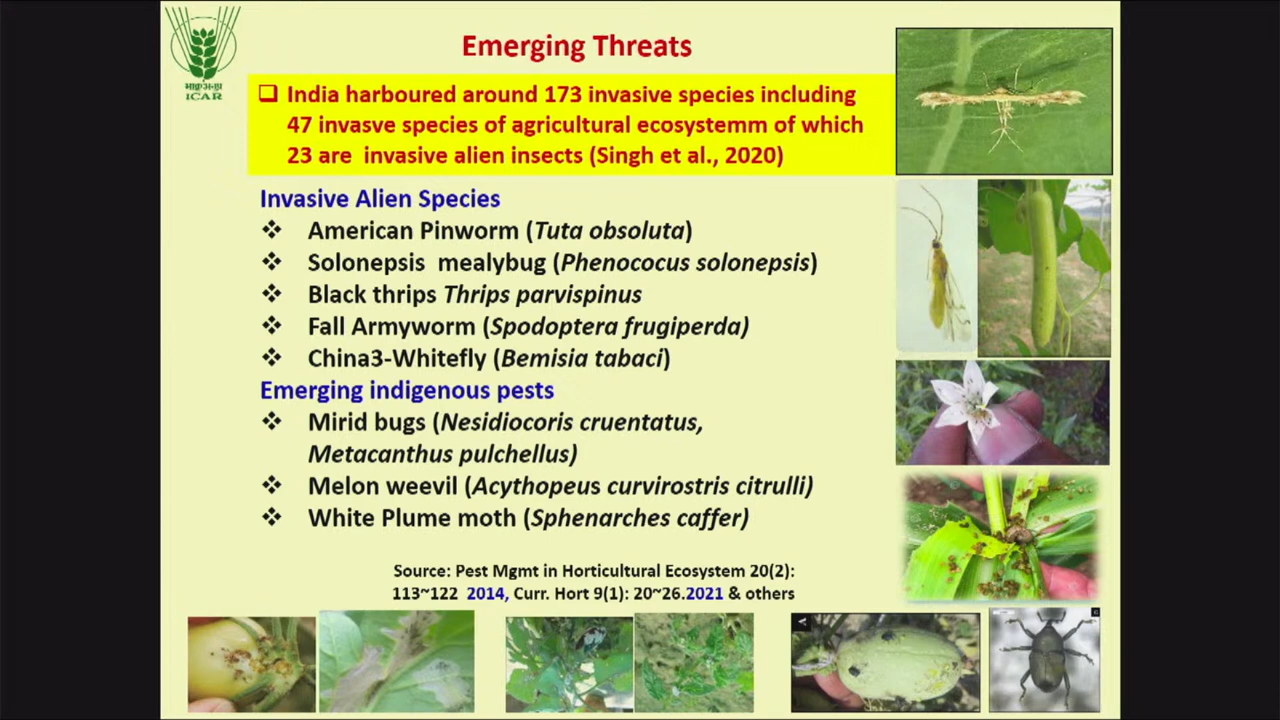 Emerging Threats
भाकृअनुप
ICAR
❑ India harboured around 173 invasive species including
47 invasve species of agricultural ecosystemm of which
23 are invasive alien insects (Singh et al., 2020)
Invasive Alien Species
❖ American Pinworm (Tuta obsoluta)
❖ Solonepsis mealybug (Phenococus solonepsis)
❖ Black thrips Thrips parvispinus
❖ Fall Armyworm (Spodoptera frugiperda)
❖ China3-Whitefly (Bemisia tabaci)
Emerging indigenous pests
❖ Mirid bugs (Nesidiocoris cruentatus,
Metacanthus pulchellus)
❖ Melon weevil (Acythopeus curvirostris citrulli)
❖ White Plume moth (Sphenarches caffer)
Source: Pest Mgmt in Horticultural Ecosystem 20(2):
113~122 2014, Curr. Hort 9(1): 20~26.2021 & others
A